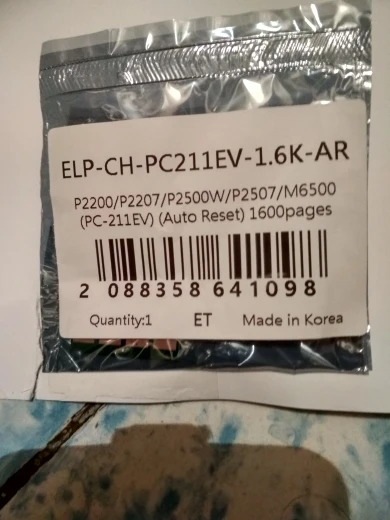 ELP-CH-PC211EV-1.6K-AR
P2200/P2207/P2500W/P2507/M6500
(PC-211EV) (Auto Reset) 1600pages
2 088358 641098
Quantity:1 ET Made in Korea